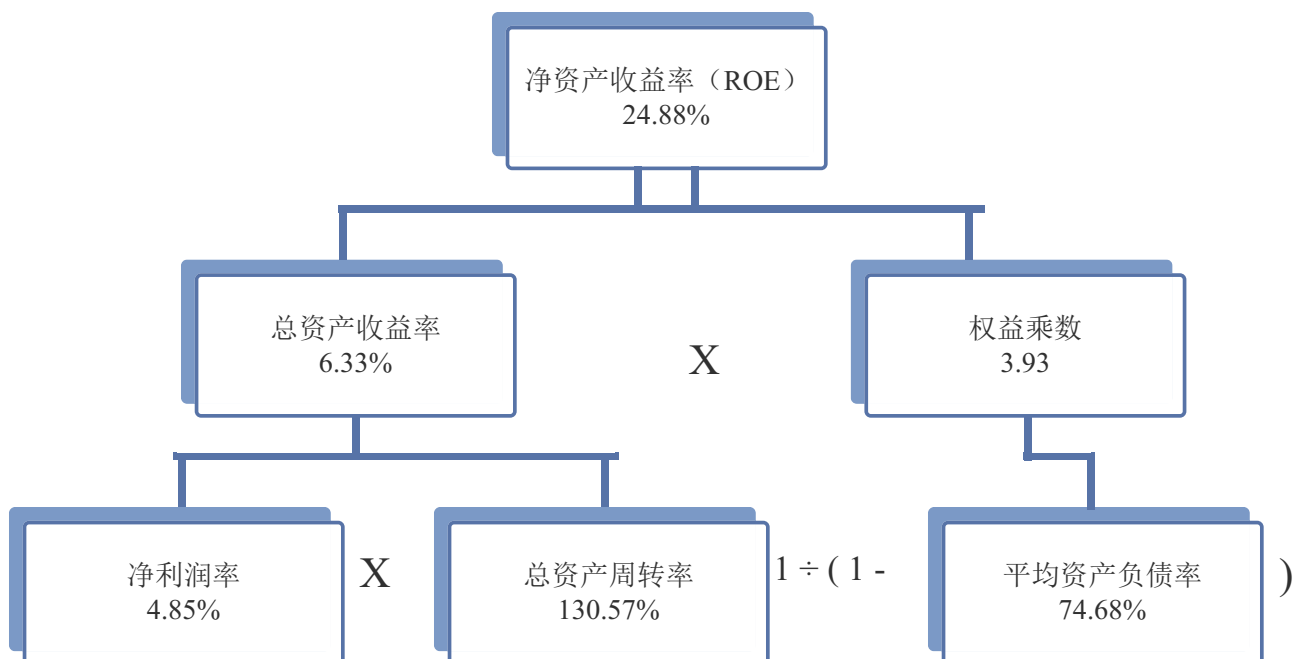 净资产收益率（ROE）
24.88%
总资产收益率
6.33%
X
权益乘数
3.93
净利润率
4.85%
X
总资产周转率
130.57%
1 ÷ ( 1 -
平均资产负债率
74.68%
)